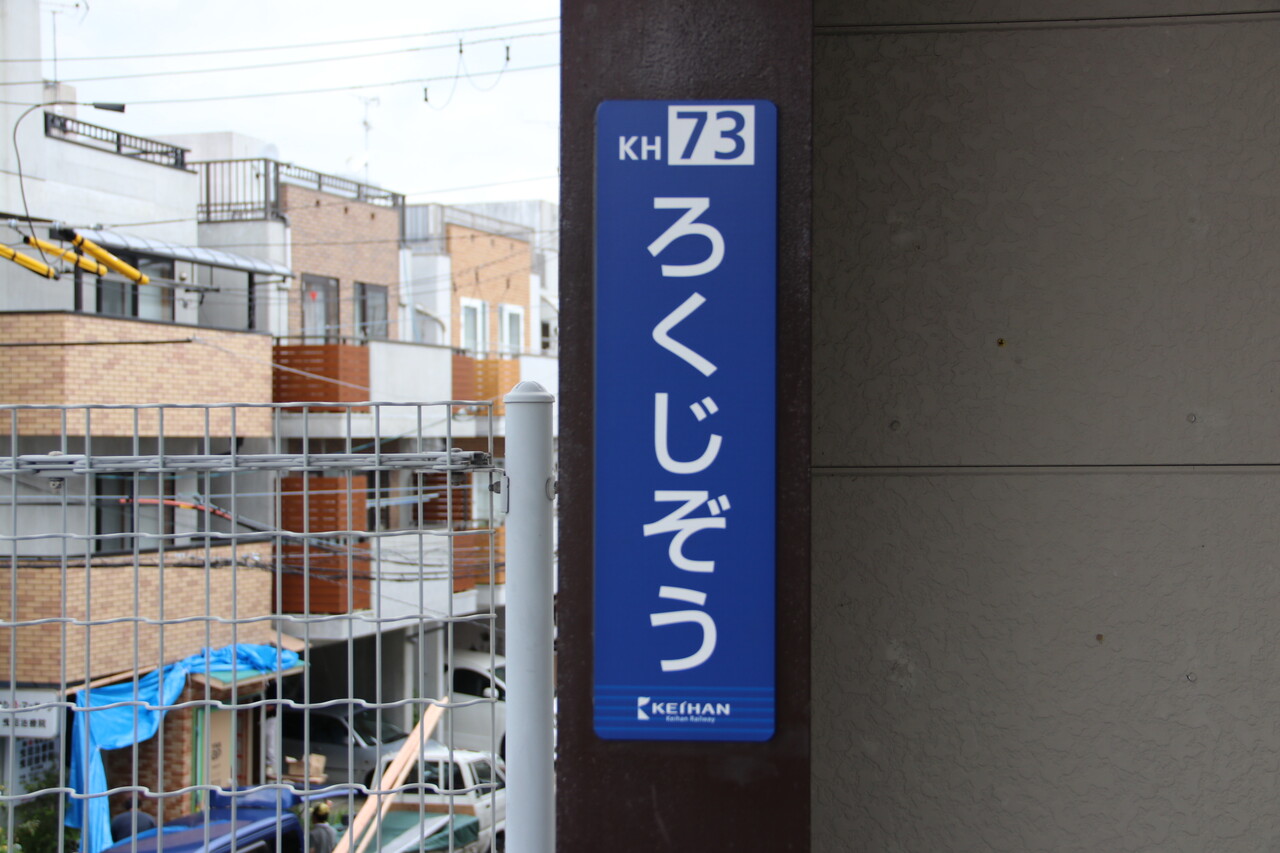 KH 73
ろくじぞう
KEIHAN
Keihan Railway